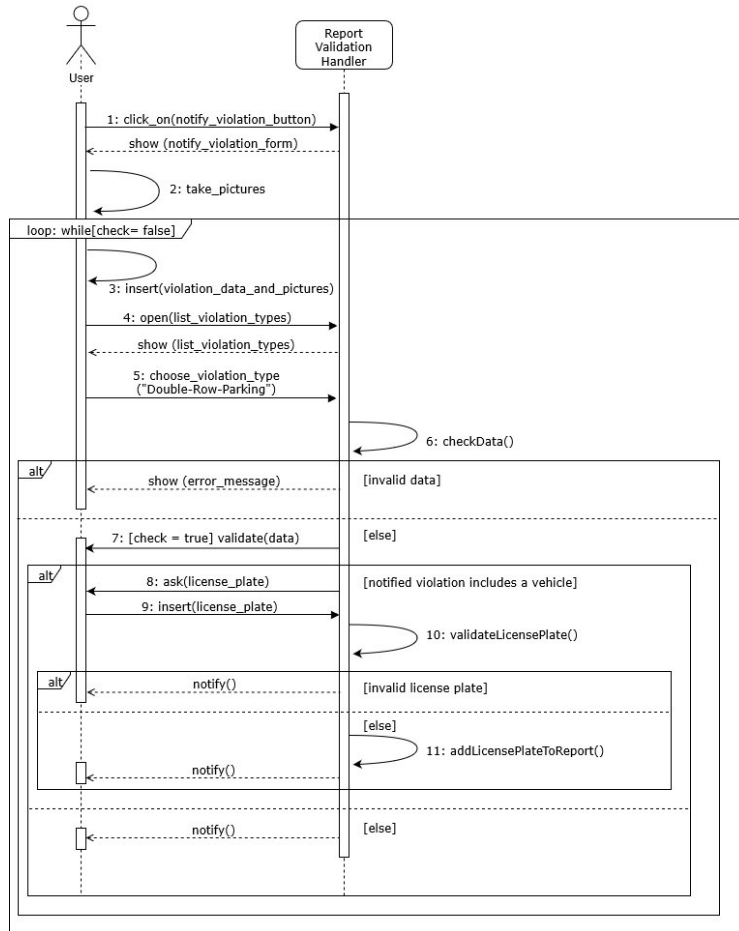 Report
Validation
Handler
User
1: click_on(notify_violation_button)
show (notify_violation_form)
2: take_pictures
loop: while[check= false]
3: insert(violation_data_and_pictures)
4: open(list_violation_types)
show (list_violation_types)
5: choose_violation_type
("Double-Row-Parking")
6: checkData()
alt
show (error_message)
[invalid data]
7: [check = true] validate(data)
[else]
alt
8: ask(license_plate)
[notified violation includes a vehicle]
9: insert(license_plate)
10: validateLicensePlate()
alt
notify()
[invalid license plate]
[else]
11: addLicensePlateToReport()
notify()
notify()
[else]